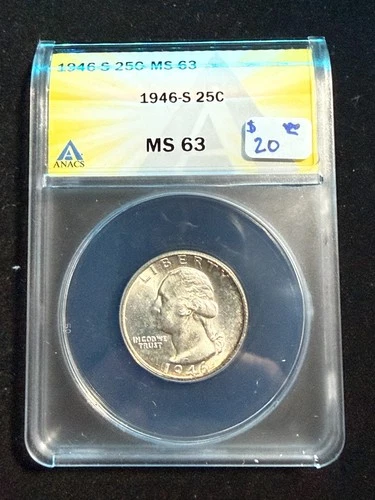 1946-S 25C MS 63
1946-S 25C
MS 63
ANACS
$
20
LIBERTY
IN GOD WE
TRUST
1946